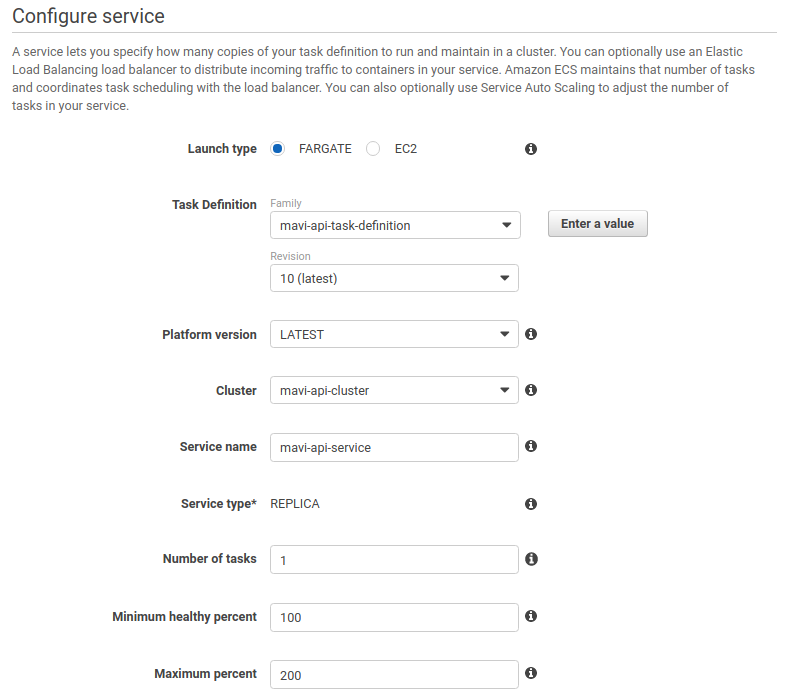 Configure service
A service lets you specify how many copies of your task definition to run and maintain in a cluster. You can optionally use an Elastic
Load Balancing load balancer to distribute incoming traffic to containers in your service. Amazon ECS maintains that number of tasks
and coordinates task scheduling with the load balancer. You can also optionally use Service Auto Scaling to adjust the number of
tasks in your service.
Launch type FARGATE EC2
Task Definition Family
mavi-api-task-definition Enter a value
Revision
10 (latest)
Platform version LATEST
Cluster mavi-api-cluster
Service name mavi-api-service
Service type* REPLICA
Number of tasks 1
Minimum healthy percent 100
Maximum percent 200